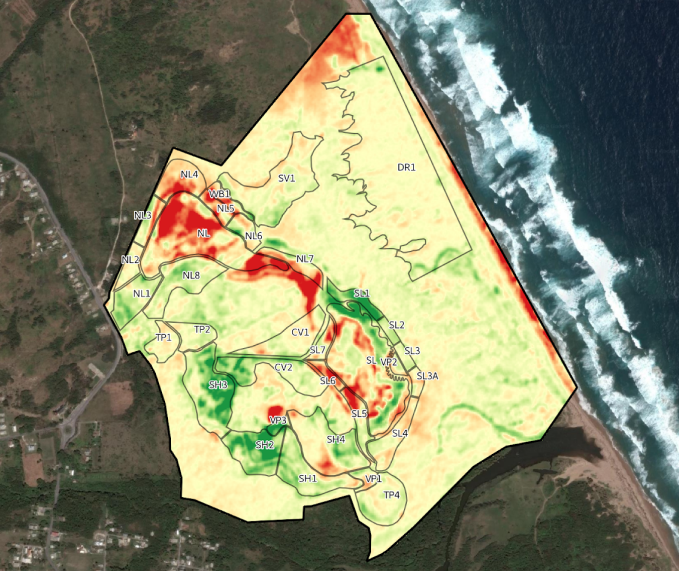 DR1
NL4
SV1
WB1
NL5
NL3
NL
NL6
NL2
NL7
NL8
NL1
SL1
SL2
TP2
CV1
TP1
SL7
SL3
SL
VP2
CV2
SL3A
SL6
SH3
SL5
VP3
SL4
SH4
SH2
SH1
VP1
TP4